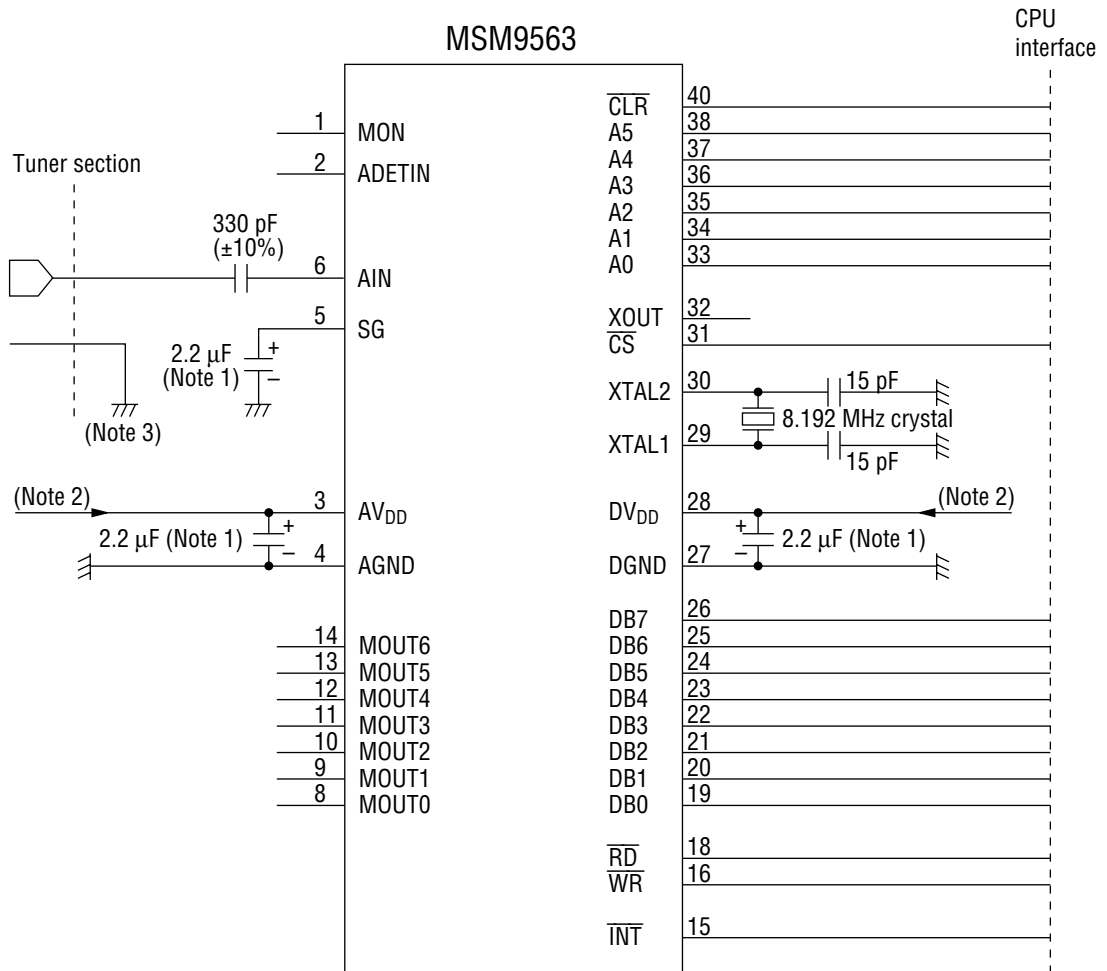 MSM9563
CPU
interface
Tuner section
1 MON
2 ADETIN
330 pF
(±10%)
6 AIN
5 SG
2.2 μF
(Note 1)
+
–
(Note 3)
(Note 2)
3 AVDD
2.2 μF (Note 1)
+
–
4 AGND
14 MOUT6
13 MOUT5
12 MOUT4
11 MOUT3
10 MOUT2
9 MOUT1
8 MOUT0
CLR 40
A5 38
A4 37
A3 36
A2 35
A1 34
A0 33
XOUT 32
CS 31
XTAL2 30
15 pF
8.192 MHz crystal
XTAL1 29
15 pF
DVDD 28
(Note 2)
+
–
2.2 μF (Note 1)
DGND 27
DB7 26
DB6 25
DB5 24
DB4 23
DB3 22
DB2 21
DB1 20
DB0 19
RD 18
WR 16
INT 15